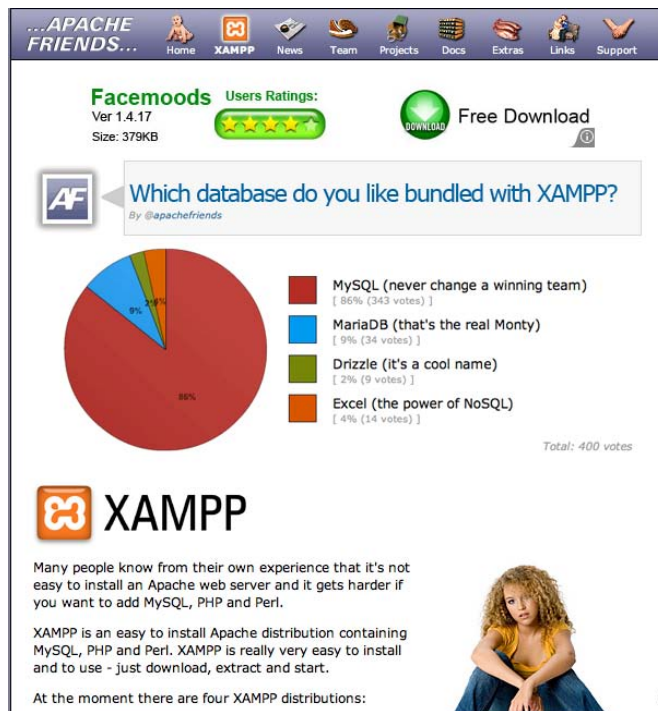 ...APACHE
FRIENDS...
Home
XAMPP
News
Team
Projects
Docs
Extras
Links
Support
Facemoods
Users Ratings:
Ver 1.4.17
Size: 379KB
DOWNLOAD
Free Download
AF
Which database do you like bundled with XAMPP?
By @apachefriends
9%
2%
4%
86%
MySQL (never change a winning team)
[ 86% (343 votes) ]
MariaDB (that's the real Monty)
[ 9% (34 votes) ]
Drizzle (it's a cool name)
[ 2% (9 votes) ]
Excel (the power of NoSQL)
[ 4% (14 votes) ]
Total: 400 votes
XAMPP
Many people know from their own experience that it's not
easy to install an Apache web server and it gets harder if
you want to add MySQL, PHP and Perl.
XAMPP is an easy to install Apache distribution containing
MySQL, PHP and Perl. XAMPP is really very easy to install
and to use - just download, extract and start.
At the moment there are four XAMPP distributions: